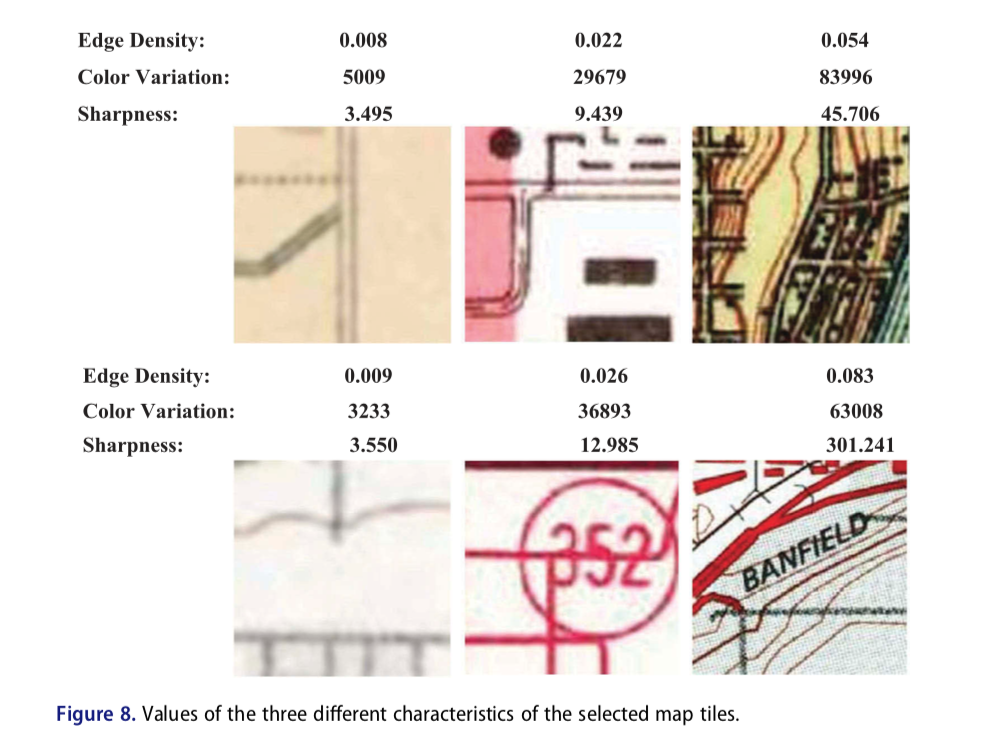 Edge Density: 0.008 0.022 0.054
Color Variation: 5009 29679 83996
Sharpness: 3.495 9.439 45.706
Edge Density: 0.009 0.026 0.083
Color Variation: 3233 36893 63008
Sharpness: 3.550 12.985 301.241
352
BANFIELD
Figure 8. Values of the three different characteristics of the selected map tiles.